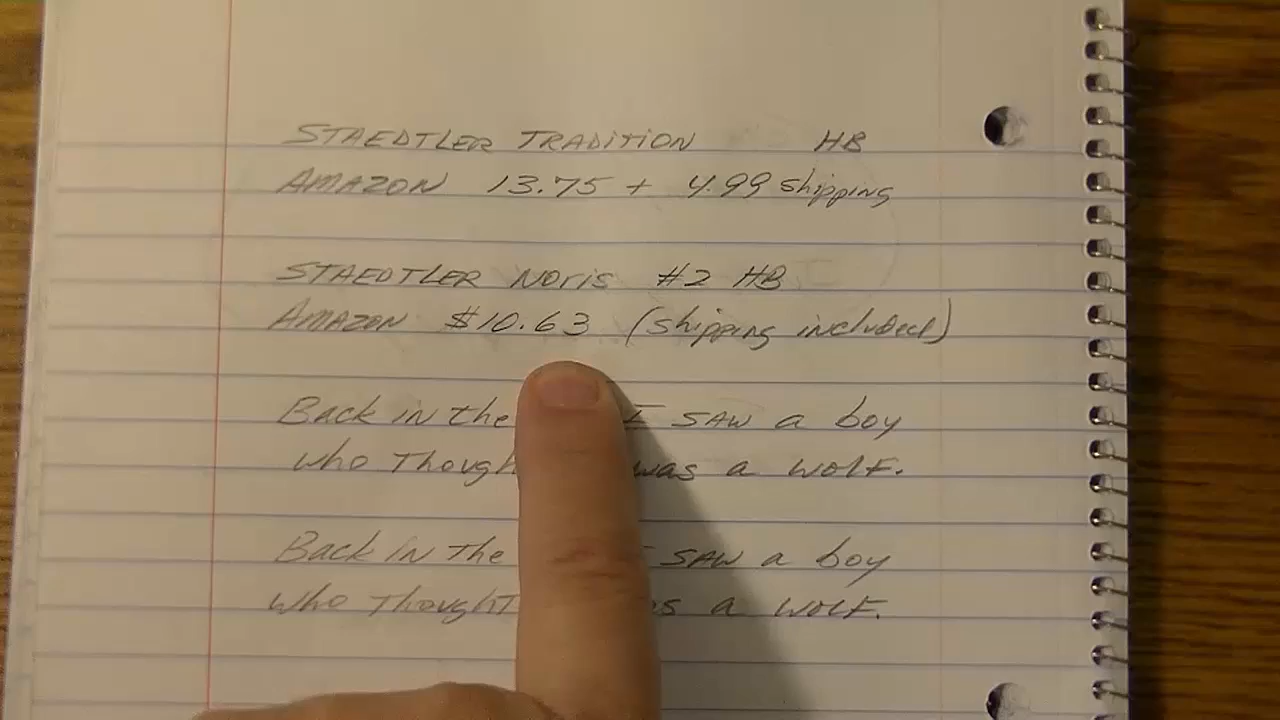 STAEDTLER TRADITION HB
AMAZON 13.75 + 4.99 shipping
STAEDTLER NORIS #2 HB
AMAZON $10.63 (shipping included)
BACK IN the I SAW a boy
who Though was a wolf.
BACK IN The I SAW a boy
who Thought as a WOLF.